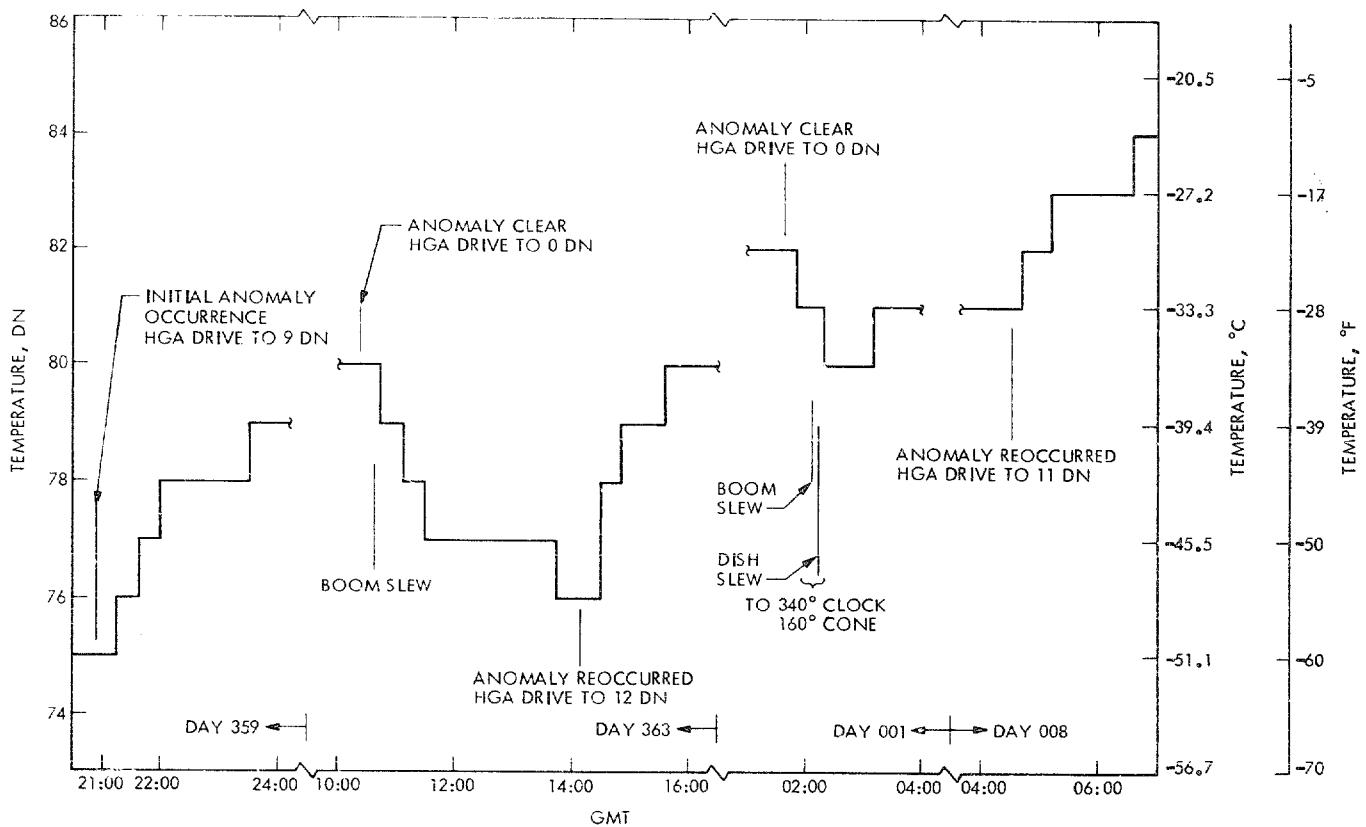 86
84
82
80
78
76
74
TEMPERATURE, DN
INITIAL ANOMALY
OCCURRENCE
HGA DRIVE TO 9 DN
ANOMALY CLEAR
HGA DRIVE TO 0 DN
BOOM SLEW
ANOMALY REOCCURRED
HGA DRIVE TO 12 DN
ANOMALY CLEAR
HGA DRIVE TO 0 DN
BOOM
SLEW
DISH
SLEW
TO 340° CLOCK
160° CONE
ANOMALY REOCCURRED
HGA DRIVE TO 11 DN
DAY 359
DAY 363
DAY 001
DAY 008
21:00 22:00 24:00 10:00 12:00 14:00 16:00 02:00 04:00 04:00 06:00
GMT
-20.5
-27.2
-33.3
-39.4
-45.5
-51.1
-56.7
TEMPERATURE, °C
-5
-17
-28
-39
-50
-60
-70
TEMPERATURE, °F